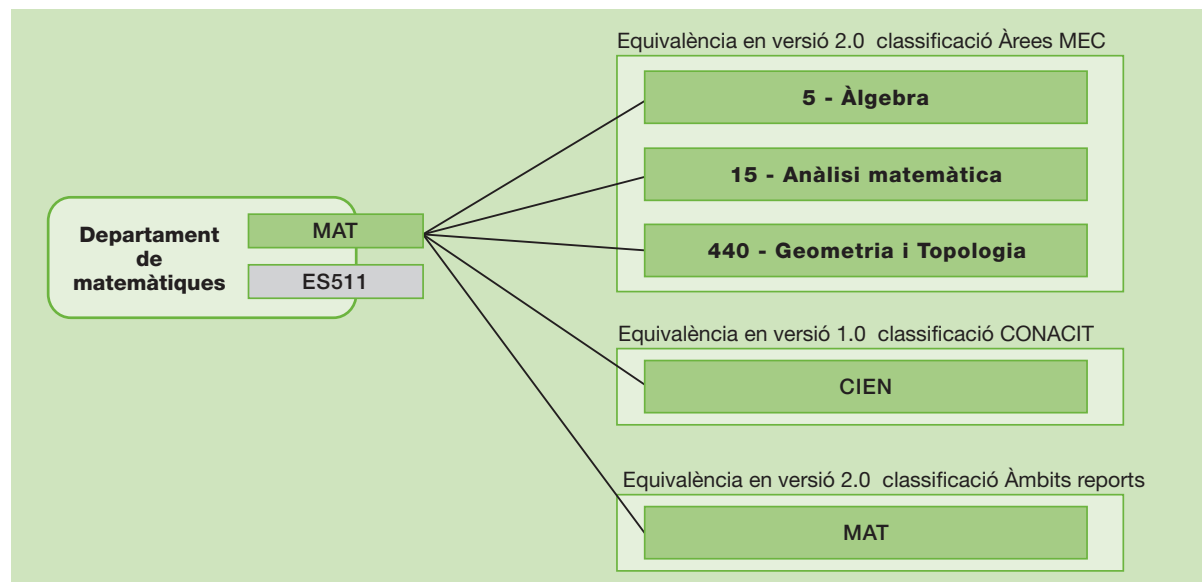 Equivalència en versió 2.0 classificació Àrees MEC
5 - Àlgebra
15 - Anàlisi matemàtica
440 - Geometria i Topologia
Departament
de
matemàtiques
MAT
ES511
Equivalència en versió 1.0 classificació CONACIT
CIEN
Equivalència en versió 2.0 classificació Àmbits reports
MAT